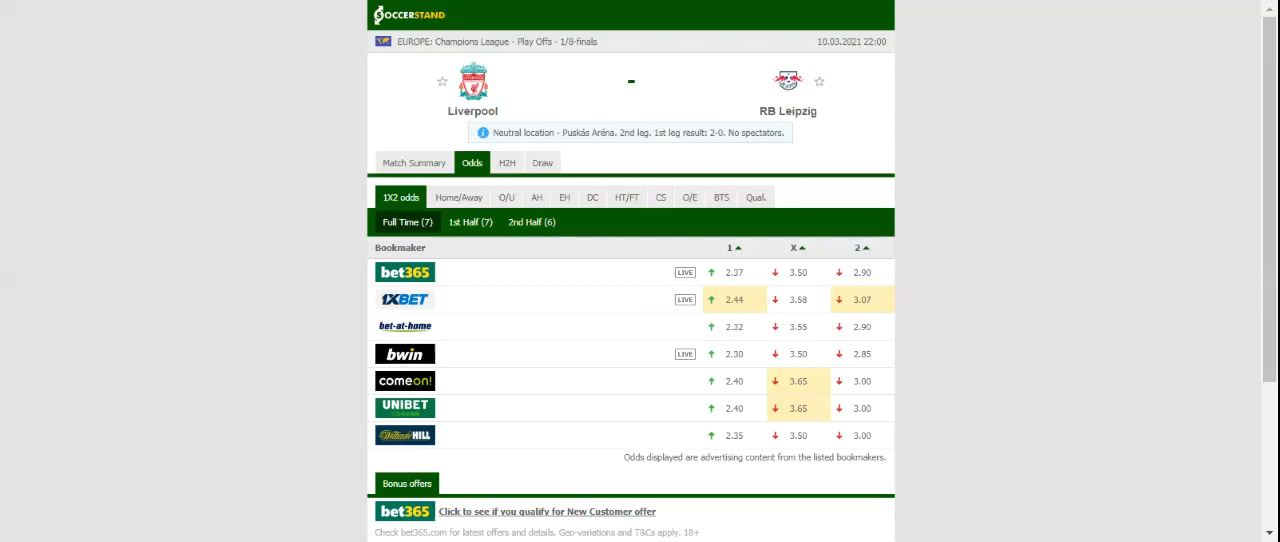 SOCCERSTAND
EUROPE: Champions League - Play Offs - 1/8-finals 10.03.2021 22:00
-
Liverpool RB Leipzig
Neutral location - Puskás Aréna. 2nd leg. 1st leg result: 2-0. No spectators.
Match Summary Odds H2H Draw
1X2 odds Home/Away O/U AH EH DC HT/FT CS O/E BTS Qual.
Full Time (7) 1st Half (7) 2nd Half (6)
Bookmaker 1 X 2
bet365 LIVE 2.37 3.50 2.90
1XBET LIVE 2.44 3.58 3.07
bet-at-home 2.32 3.55 2.90
bwin LIVE 2.30 3.50 2.85
comeon! 2.40 3.65 3.00
UNIBET 2.40 3.65 3.00
William HILL 2.35 3.50 3.00
Odds displayed are advertising content from the listed bookmakers.
Bonus offers
bet365 Click to see if you qualify for New Customer offer
Check bet365.com for latest offers and details. Geo-variations and T&Cs apply. 18+